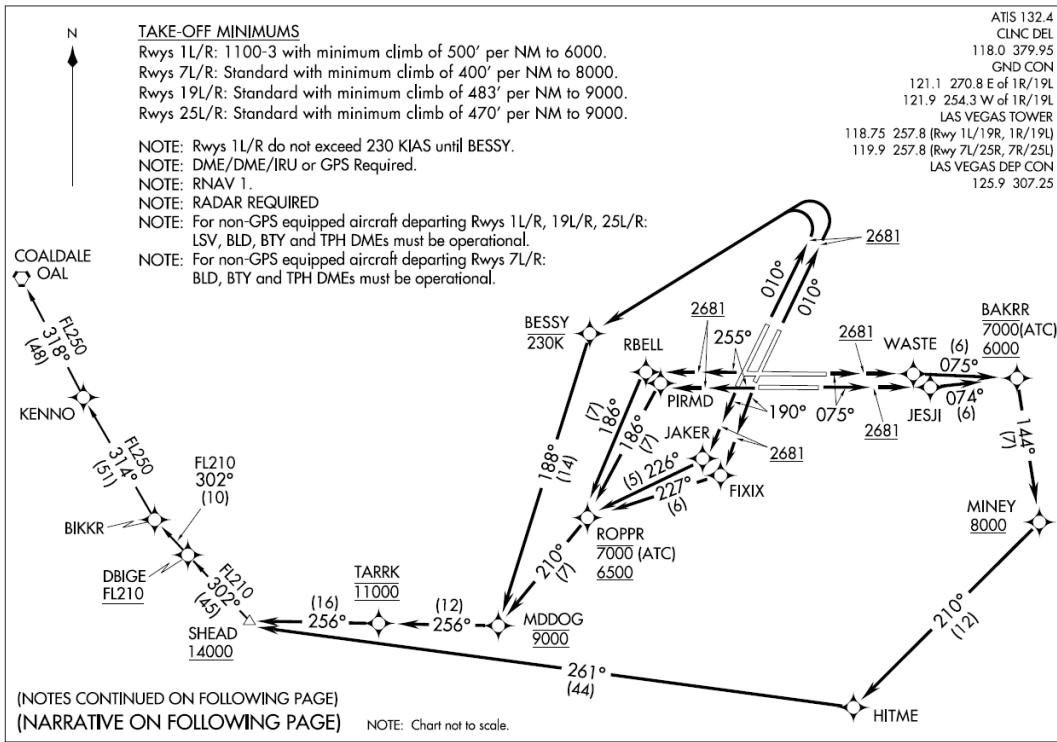 TAKE-OFF MINIMUMS
Rwys 1L/R: 1100-3 with minimum climb of 500' per NM to 6000.
Rwys 7L/R: Standard with minimum climb of 400' per NM to 8000.
Rwys 19L/R: Standard with minimum climb of 483' per NM to 9000.
Rwys 25L/R: Standard with minimum climb of 470' per NM to 9000.
NOTE: Rwys 1L/R do not exceed 230 KIAS until BESSY.
NOTE: DME/DME/IRU or GPS Required.
NOTE: RNAV 1.
NOTE: RADAR REQUIRED
NOTE: For non-GPS equipped aircraft departing Rwys 1L/R, 19L/R, 25L/R:
LSV, BLD, BTY and TPH DMEs must be operational.
NOTE: For non-GPS equipped aircraft departing Rwys 7L/R:
BLD, BTY and TPH DMEs must be operational.
ATIS 132.4
CLNC DEL
118.0 379.95
GND CON
121.1 270.8 E of 1R/19L
121.9 254.3 W of 1R/19L
LAS VEGAS TOWER
118.75 257.8 (Rwy 1L/19R, 1R/19L)
119.9 257.8 (Rwy 7L/25R, 7R/25L)
LAS VEGAS DEP CON
125.9 307.25
N
COALDALE
OAL
FL250
318°
(48)
KENNO
FL250
314°
(51)
BIKKR
FL210
302°
(10)
DBIGE
FL210
FL210
302°
(45)
SHEAD
14000
(16)
256°
TARRK
11000
(12)
256°
MDDOG
9000
BESSY
230K
188°
(14)
RBELL
2681
255°
PIRMD
(7)
186°
186°
(7)
JAKER
190°
2681
FIXIX
(5) 226°
227°
(6)
ROPPR
7000 (ATC)
6500
210°
(7)
010°
010°
2681
2681
075°
2681
WASTE
(6)
075°
JESJI
074°
(6)
BAKRR
7000(ATC)
6000
144°
(7)
MINEY
8000
210°
(12)
HITME
261°
(44)
(NOTES CONTINUED ON FOLLOWING PAGE)
(NARRATIVE ON FOLLOWING PAGE)
NOTE: Chart not to scale.